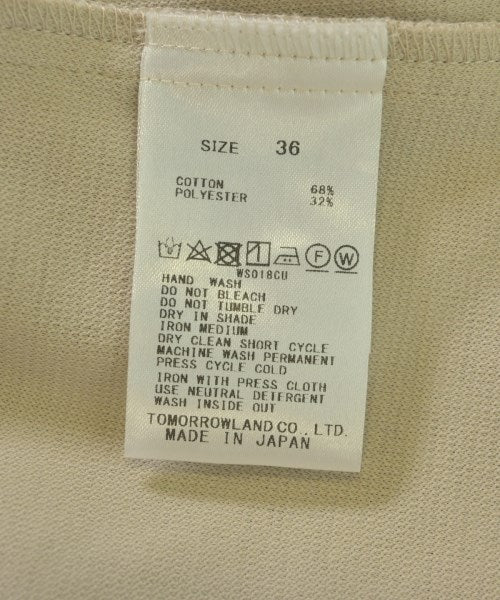 SIZE 36
COTTON 68%
POLYESTER 32%
F W
WS018CU
HAND WASH
DO NOT BLEACH
DO NOT TUMBLE DRY
DRY IN SHADE
IRON MEDIUM
DRY CLEAN SHORT CYCLE
MACHINE WASH PERMANENT
PRESS CYCLE COLD
IRON WITH PRESS CLOTH
USE NEUTRAL DETERGENT
WASH INSIDE OUT
TOMORROWLAND CO., LTD.
MADE IN JAPAN